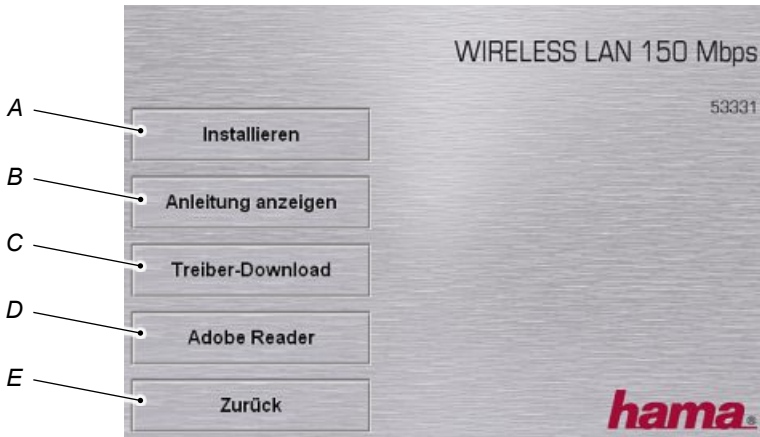 WIRELESS LAN 150 Mbps
53331
A
Installieren
B
Anleitung anzeigen
C
Treiber-Download
D
Adobe Reader
E
Zurück
hama®